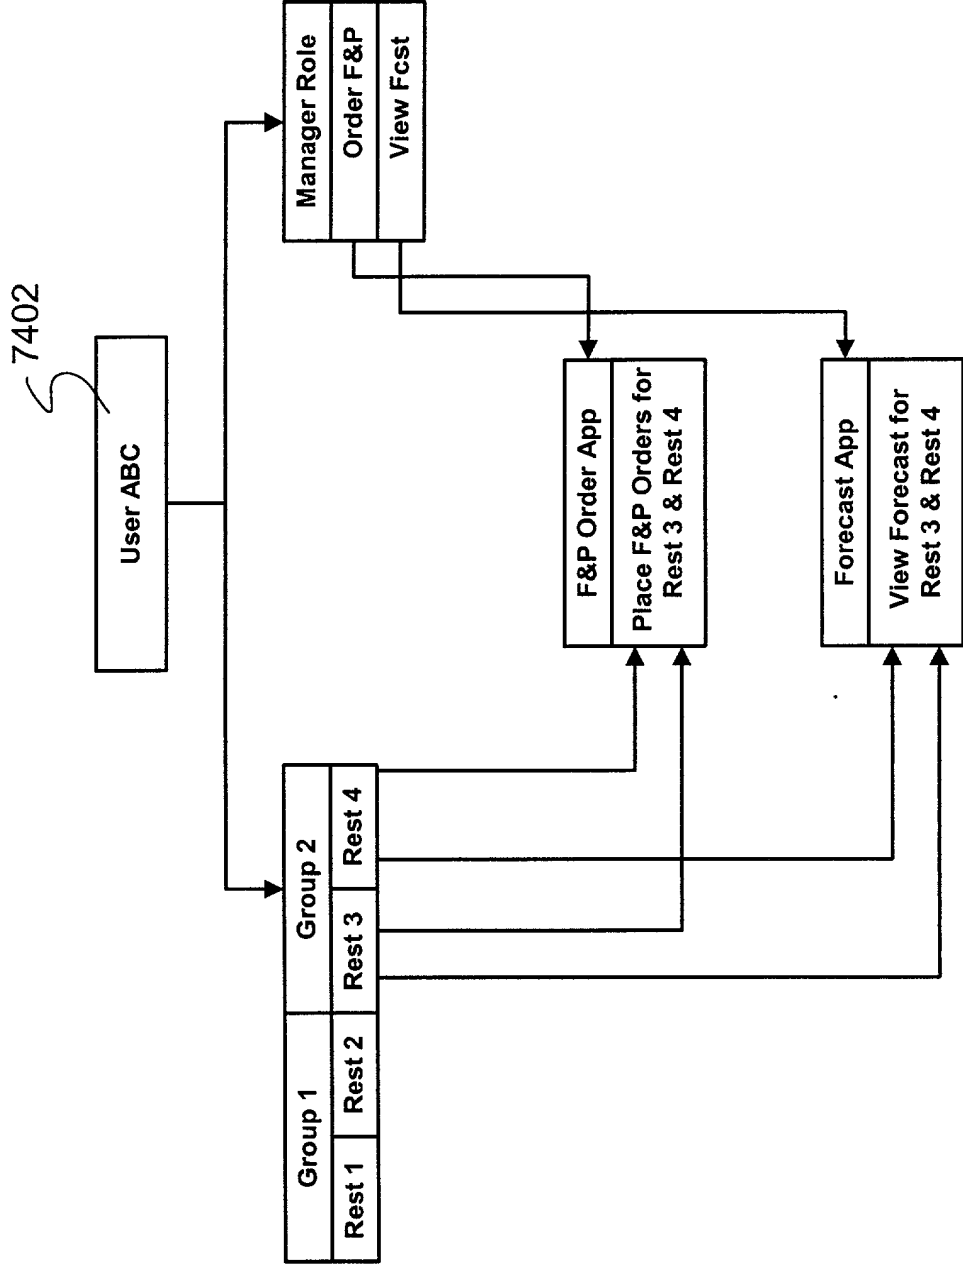 7402
User ABC
Group 1
Group 2
Rest 1
Rest 2
Rest 3
Rest 4
Manager Role
Order F&P
View Fcst
F&P Order App
Place F&P Orders for
Rest 3 & Rest 4
Forecast App
View Forecast for
Rest 3 & Rest 4